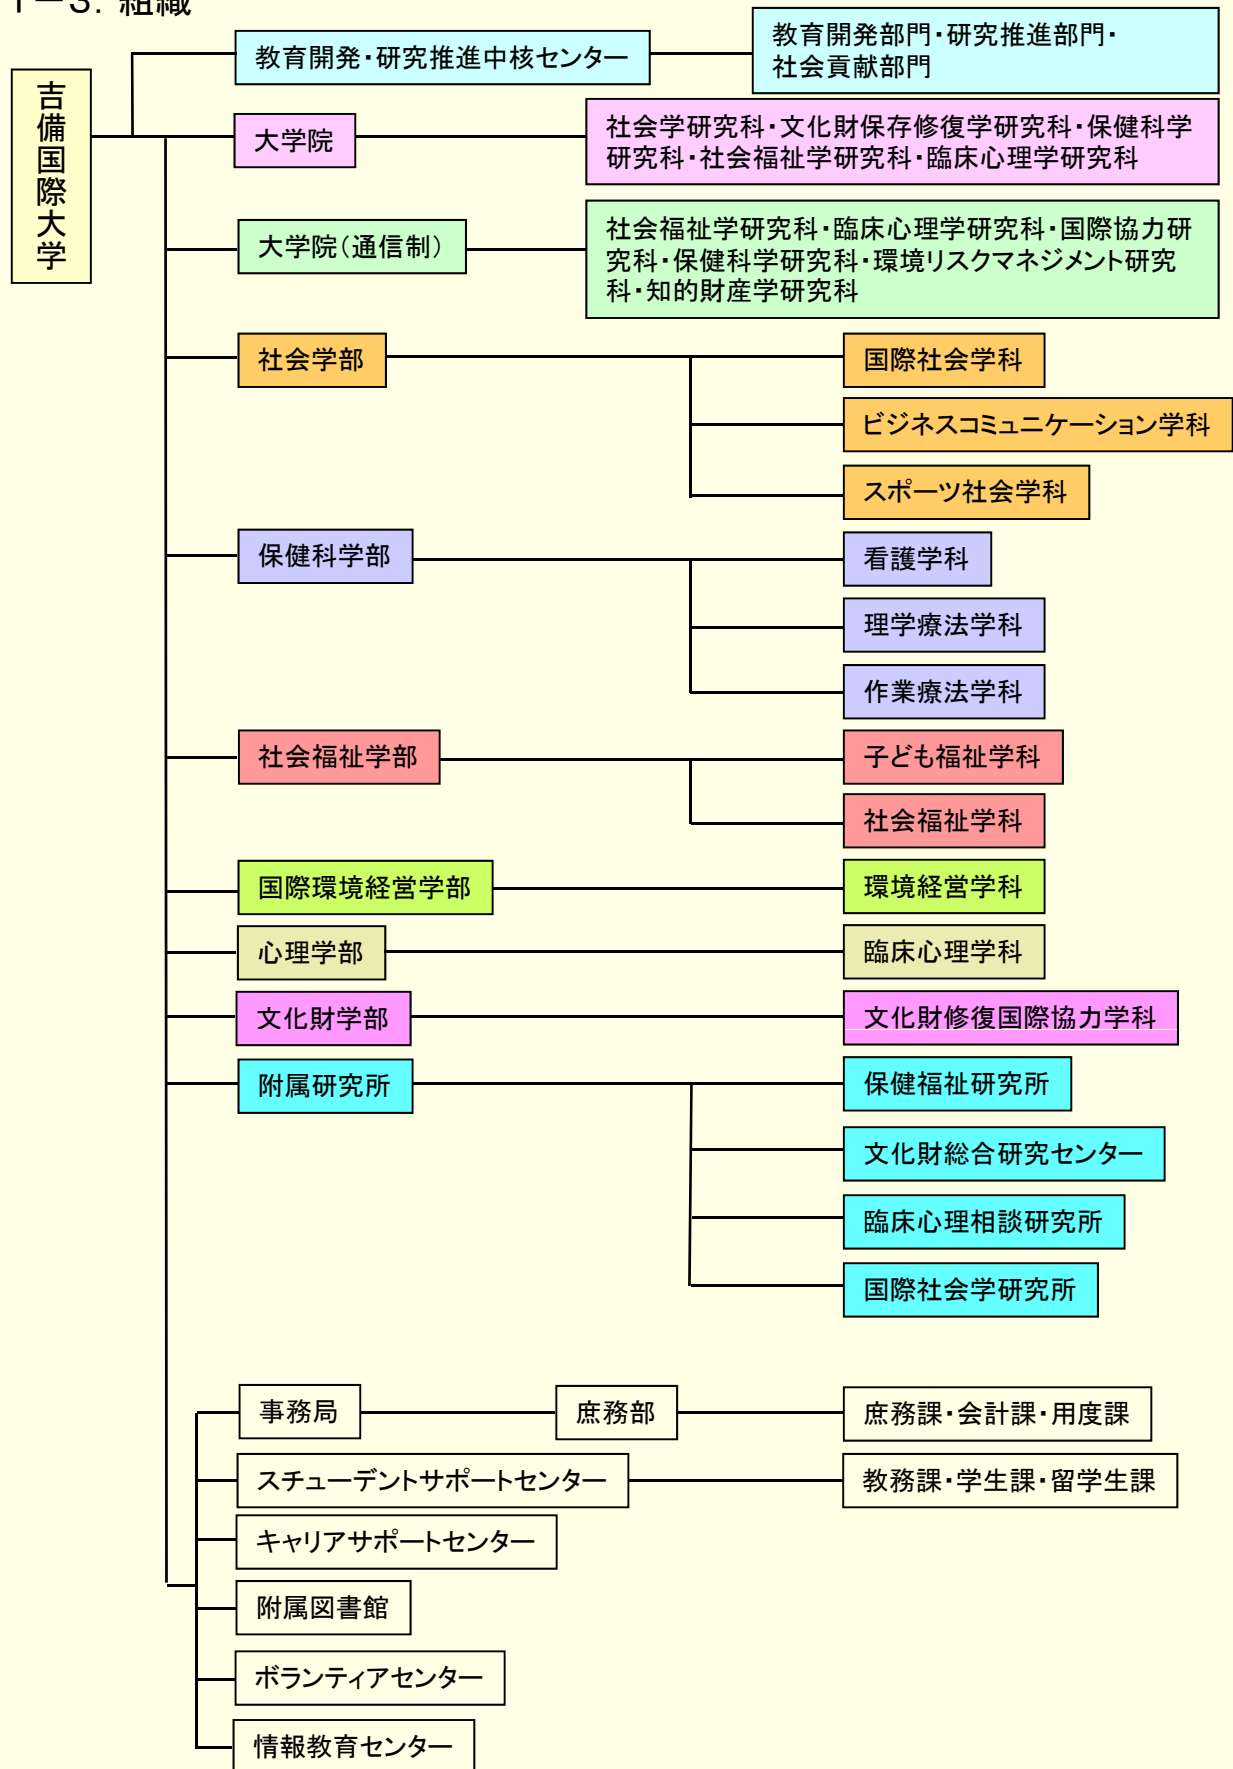 1－3. 組織
吉備国際大学
教育開発・研究推進中核センター
教育開発部門・研究推進部門・
社会貢献部門
大学院
社会学研究科・文化財保存修復学研究科・保健科学
研究科・社会福祉学研究科・臨床心理学研究科
大学院（通信制）
社会福祉学研究科・臨床心理学研究科・国際協力研
究科・保健科学研究科・環境リスクマネジメント研究
科・知的財産学研究科
社会学部
国際社会学科
ビジネスコミュニケーション学科
スポーツ社会学科
保健科学部
看護学科
理学療法学科
作業療法学科
社会福祉学部
子ども福祉学科
社会福祉学科
国際環境経営学部
環境経営学科
心理学部
臨床心理学科
文化財学部
文化財修復国際協力学科
附属研究所
保健福祉研究所
文化財総合研究センター
臨床心理相談研究所
国際社会学研究所
事務局
庶務部
庶務課・会計課・用度課
スチューデントサポートセンター
教務課・学生課・留学生課
キャリアサポートセンター
附属図書館
ボランティアセンター
情報教育センター